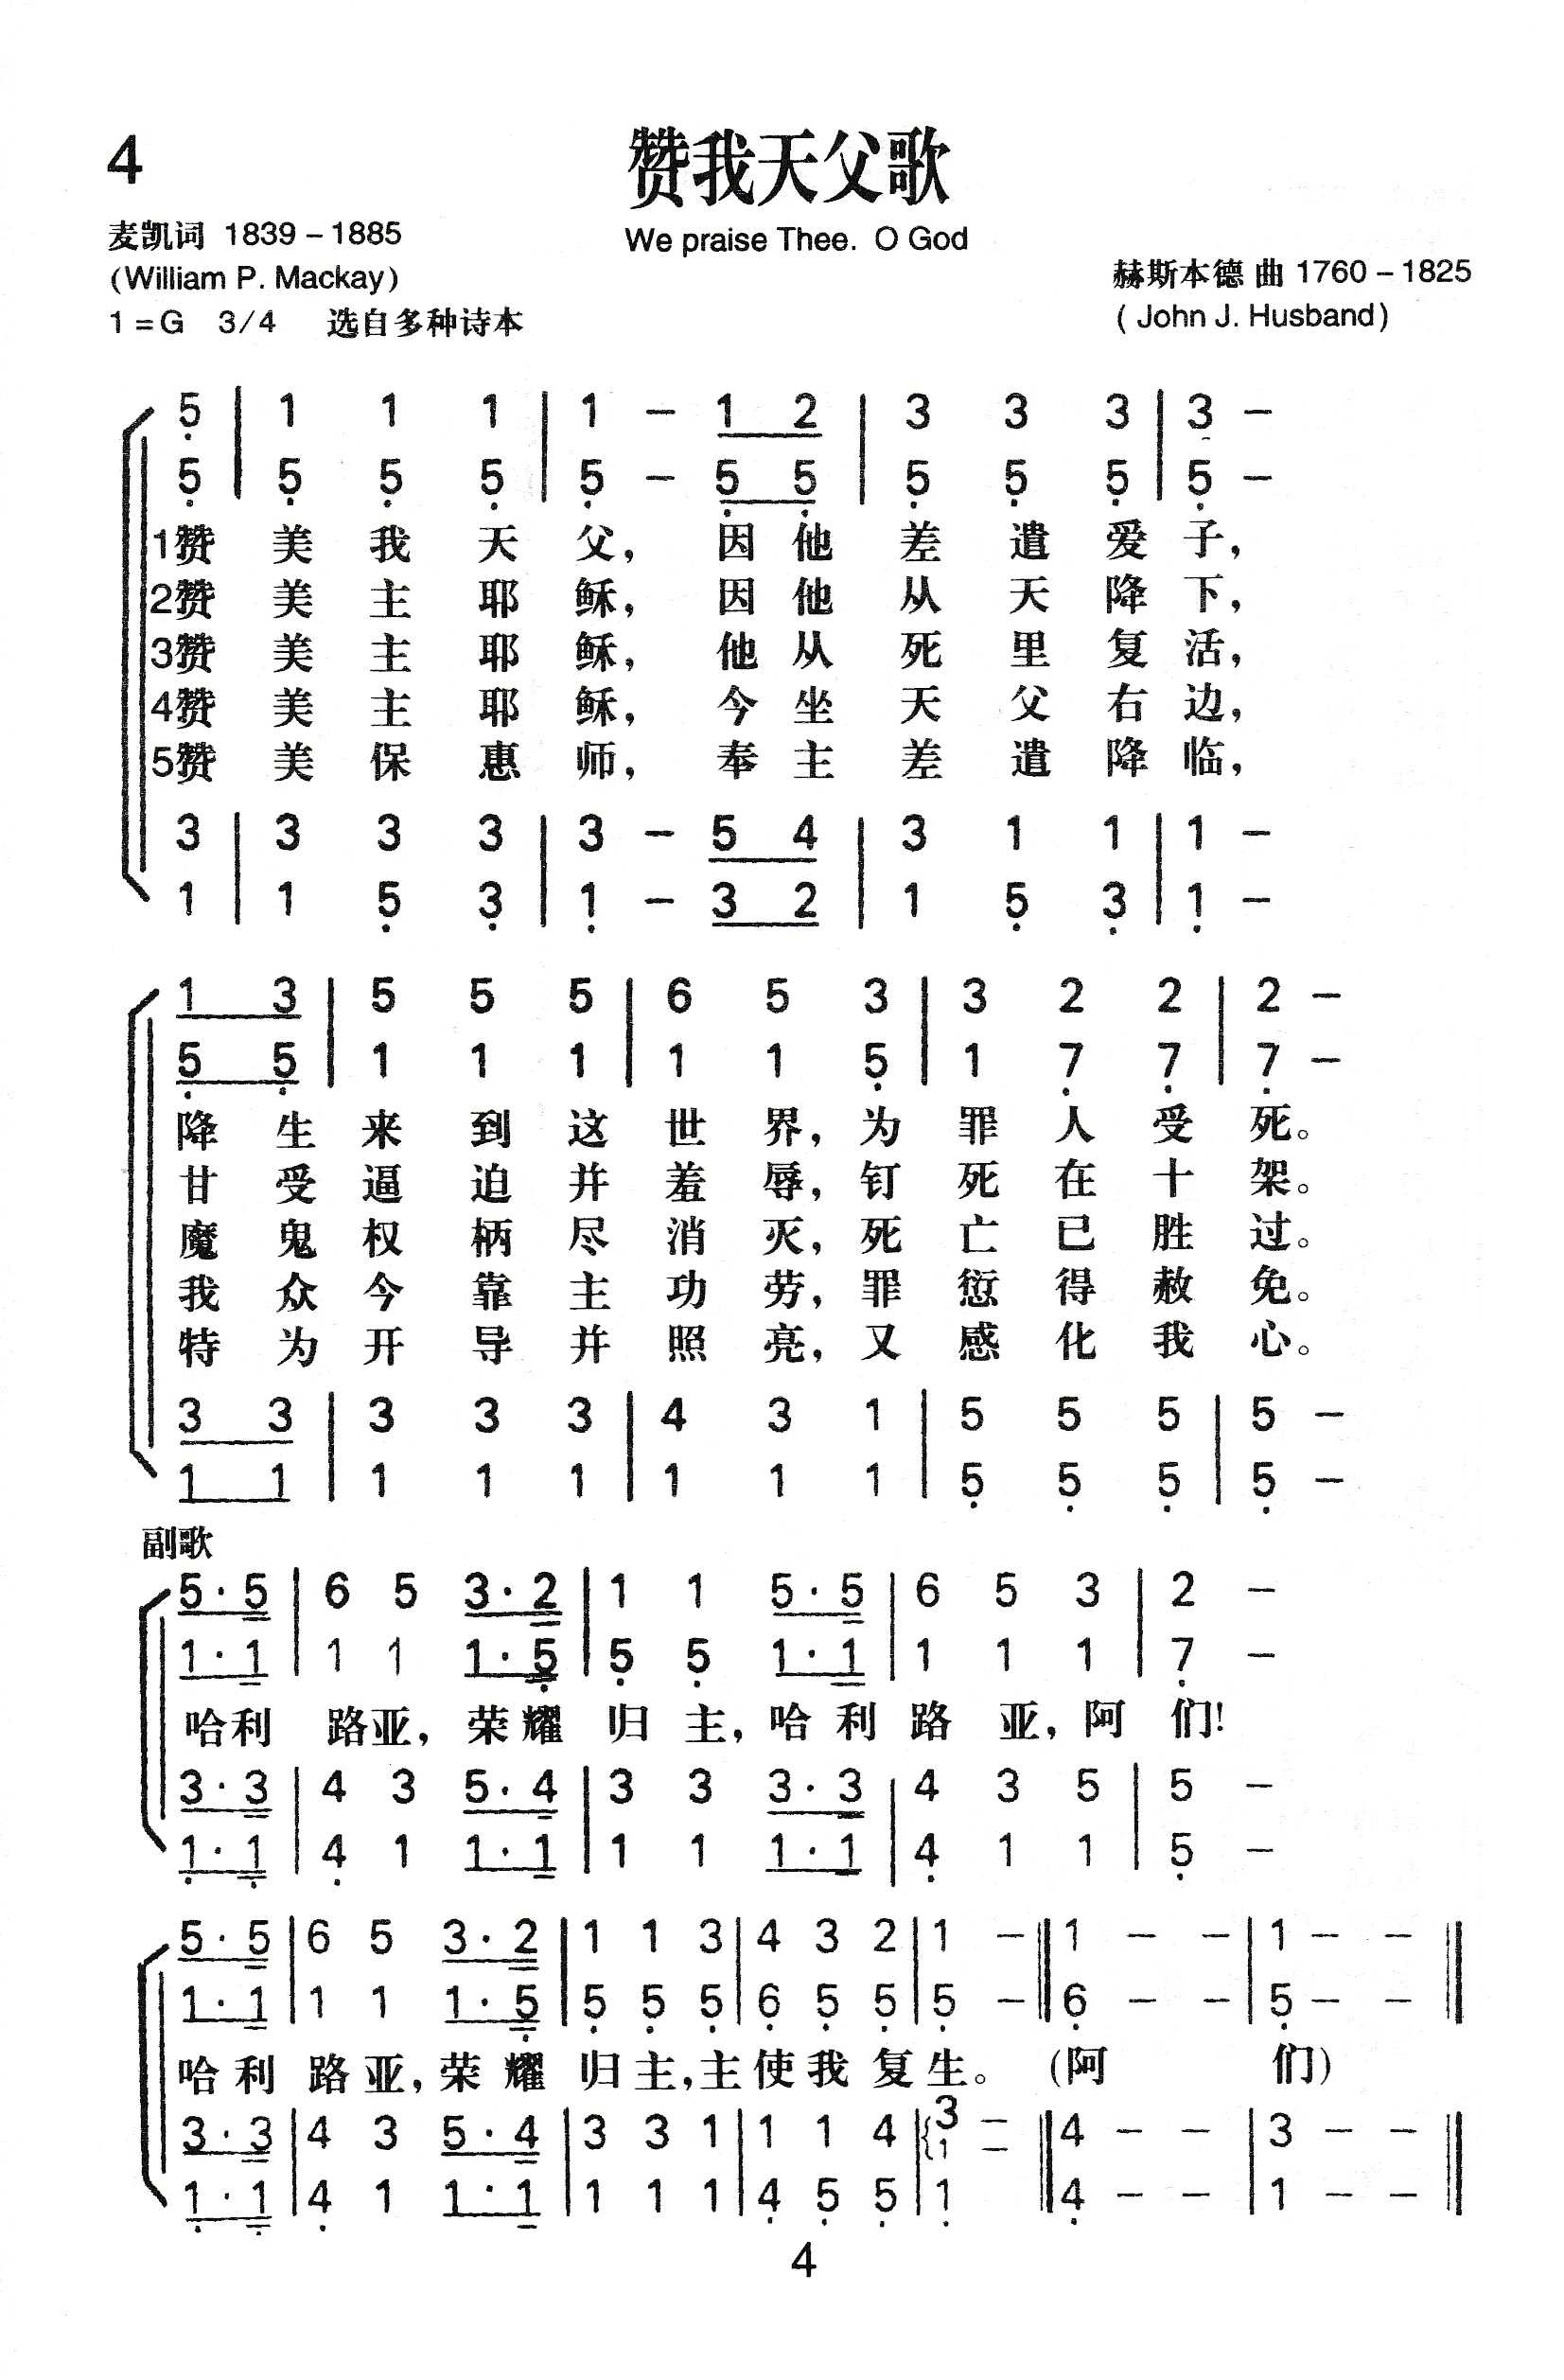 4
赞我天父歌
麦凯词 1839－1885
We praise Thee. O God
(William P. Mackay)
赫斯本德 曲 1760－1825
1=G 3/4 选自多种诗本
( John J. Husband)
5̣ | 1 1 1 | 1 － 1 2 | 3 3 3 | 3 －
5̣ | 5̣ 5̣ 5̣ | 5̣ － 5̣ 5̣ | 5̣ 5̣ 5̣ | 5̣ －
1赞 美 我 天 父， 因 他 差 遣 爱 子，
2赞 美 主 耶 稣， 因 他 从 天 降 下，
3赞 美 主 耶 稣， 他 从 死 里 复 活，
4赞 美 主 耶 稣， 今 坐 天 父 右 边，
5赞 美 保 惠 师， 奉 主 差 遣 降 临，
3 | 3 3 3 | 3 － 5 4 | 3 1 1 | 1 －
1 | 1 5̣ 3̣ | 1̣ － 3 2 | 1 5̣ 3̣ | 1̣ －
1 3 | 5 5 5 | 6 5 3 | 3 2 2 | 2 －
5̣ 5̣ | 1 1 1 | 1 1 5̣ | 1 7̣ 7̣ | 7̣ －
降 生 来 到 这 世 界，为 罪 人 受 死。
甘 受 逼 迫 并 羞 辱，钉 死 在 十 架。
魔 鬼 权 柄 尽 消 灭，死 亡 已 胜 过。
我 众 今 靠 主 功 劳，罪 愆 得 赦 免。
特 为 开 导 并 照 亮，又 感 化 我 心。
3 3 | 3 3 3 | 4 3 1 | 5 5 5 | 5 －
1 1 | 1 1 1 | 1 1 1 | 5̣ 5̣ 5̣ | 5̣ －
副歌
5·5 | 6 5 3·2 | 1 1 5·5 | 6 5 3 | 2 －
1·1 | 1 1 1·5̣ | 5̣ 5̣ 1·1 | 1 1 1 | 7̣ －
哈利 路亚，荣耀 归 主，哈 利 路 亚，阿 们！
3·3 | 4 3 5·4 | 3 3 3·3 | 4 3 5 | 5 －
1̣·1̣ | 4̣ 1 1·1 | 1 1 1·1 | 4̣ 1 1 | 5̣ －
5·5 | 6 5 3·2 | 1 1 3 | 4 3 2 | 1 － ‖ 1 － － | 1 － － ‖
1·1 | 1 1 1·5̣ | 5̣ 5̣ 5̣ | 6̣ 5̣ 5̣ | 5̣ － ‖ 6̣ － － | 5̣ － － ‖
哈 利 路 亚，荣 耀 归 主，主 使 我 复 生。 (阿 们)
3·3 | 4 3 5·4 | 3 3 1 | 1 1 4 | {3 － 1 － ‖ 4 － － | 3 － － ‖
1̣·1̣ | 4̣ 1 1·1 | 1 1 1 | 4̣ 5̣ 5̣ | 1̣ ‖ 4̣ － － | 1 － － ‖
4